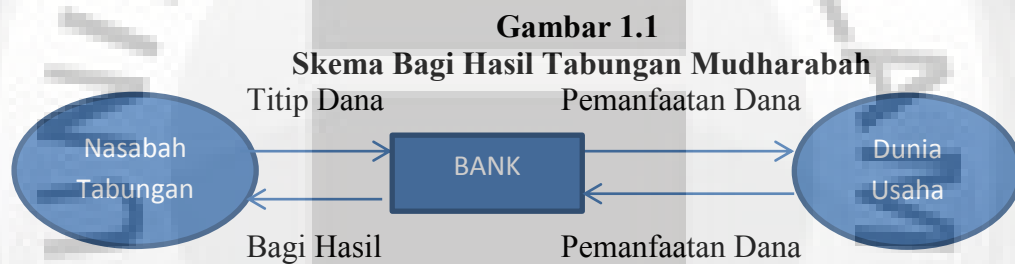 Gambar 1.1
Skema Bagi Hasil Tabungan Mudharabah
Titip Dana Pemanfaatan Dana
Nasabah
Tabungan
BANK
Dunia
Usaha
Bagi Hasil Pemanfaatan Dana